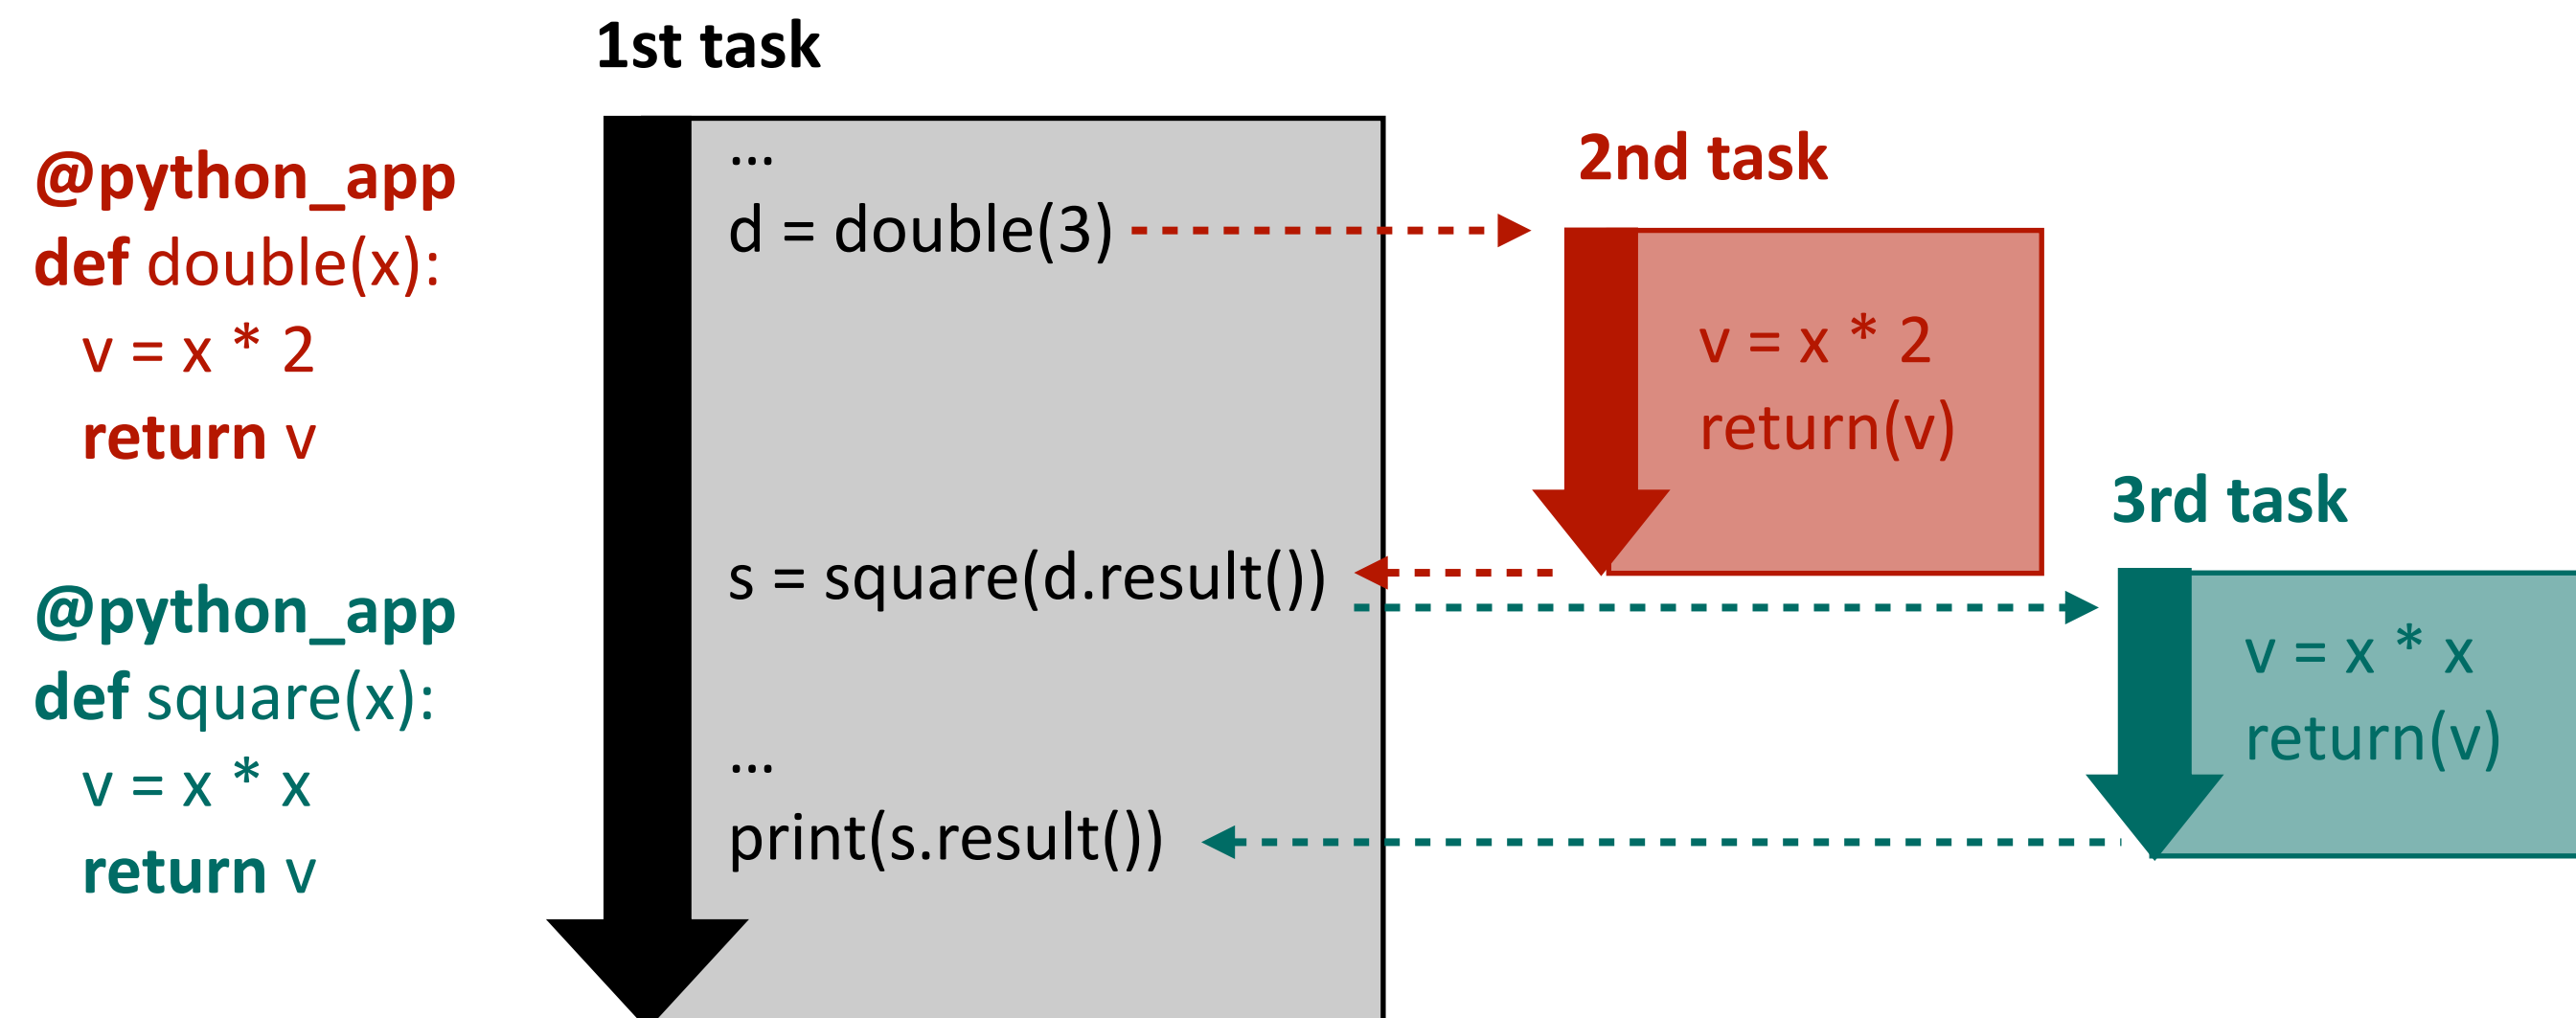 @python_app
def double(x):
v = x * 2
return v
@python_app
def square(x):
v = x * x
return v
1st task
...
d = double(3)
s = square(d.result())
...
print(s.result())
2nd task
v = x * 2
return(v)
3rd task
v = x * x
return(v)